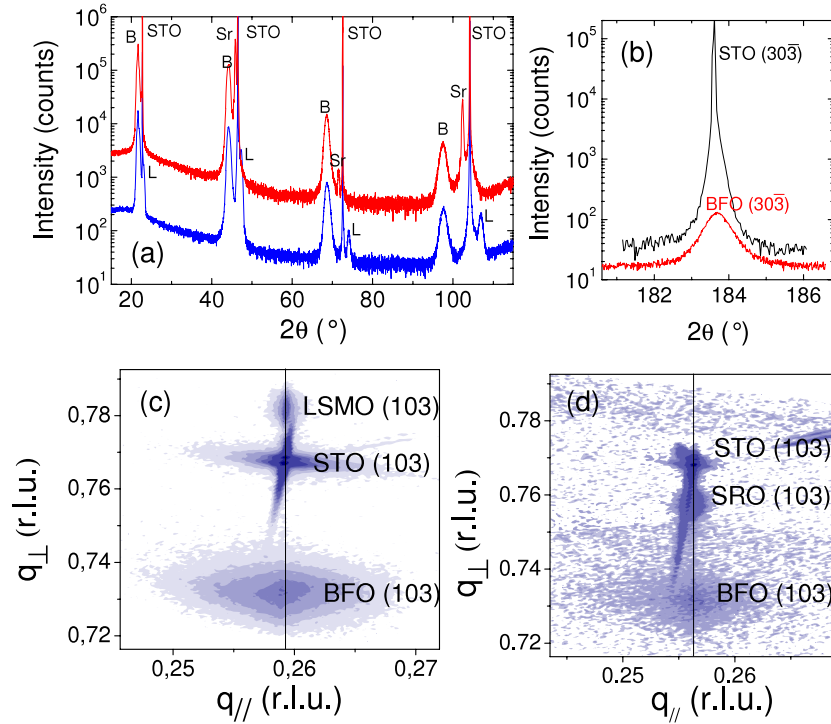 B
STO
Sr
B
STO
B
Sr
STO
B
Sr
STO
L
L
L
L
(a)
10⁶
10⁵
10⁴
10³
10²
10¹
Intensity (counts)
20 40 60 80 100
2θ (°)
(b)
STO (303̅)
BFO (303̅)
10⁵
10⁴
10³
10²
10¹
Intensity (counts)
182 184 186
2θ (°)
(c)
LSMO (103)
STO (103)
BFO (103)
0,78
0,76
0,74
0,72
q⊥ (r.l.u.)
0,25 0,26 0,27
q// (r.l.u.)
(d)
STO (103)
SRO (103)
BFO (103)
0.78
0.76
0.74
0.72
q⊥ (r.l.u.)
0.25 0.26
q// (r.l.u.)